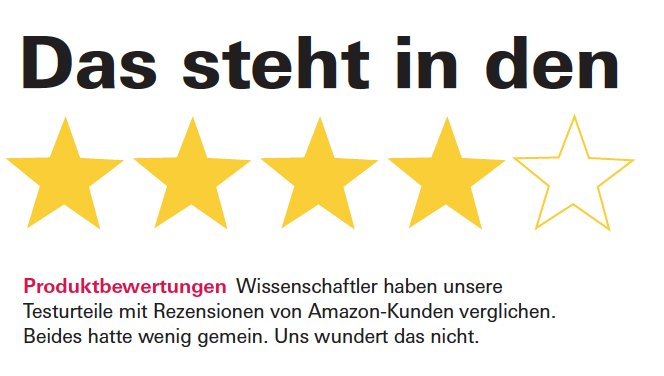 Das steht in den
Produktbewertungen Wissenschaftler haben unsere
Testurteile mit Rezensionen von Amazon-Kunden verglichen.
Beides hatte wenig gemein. Uns wundert das nicht.